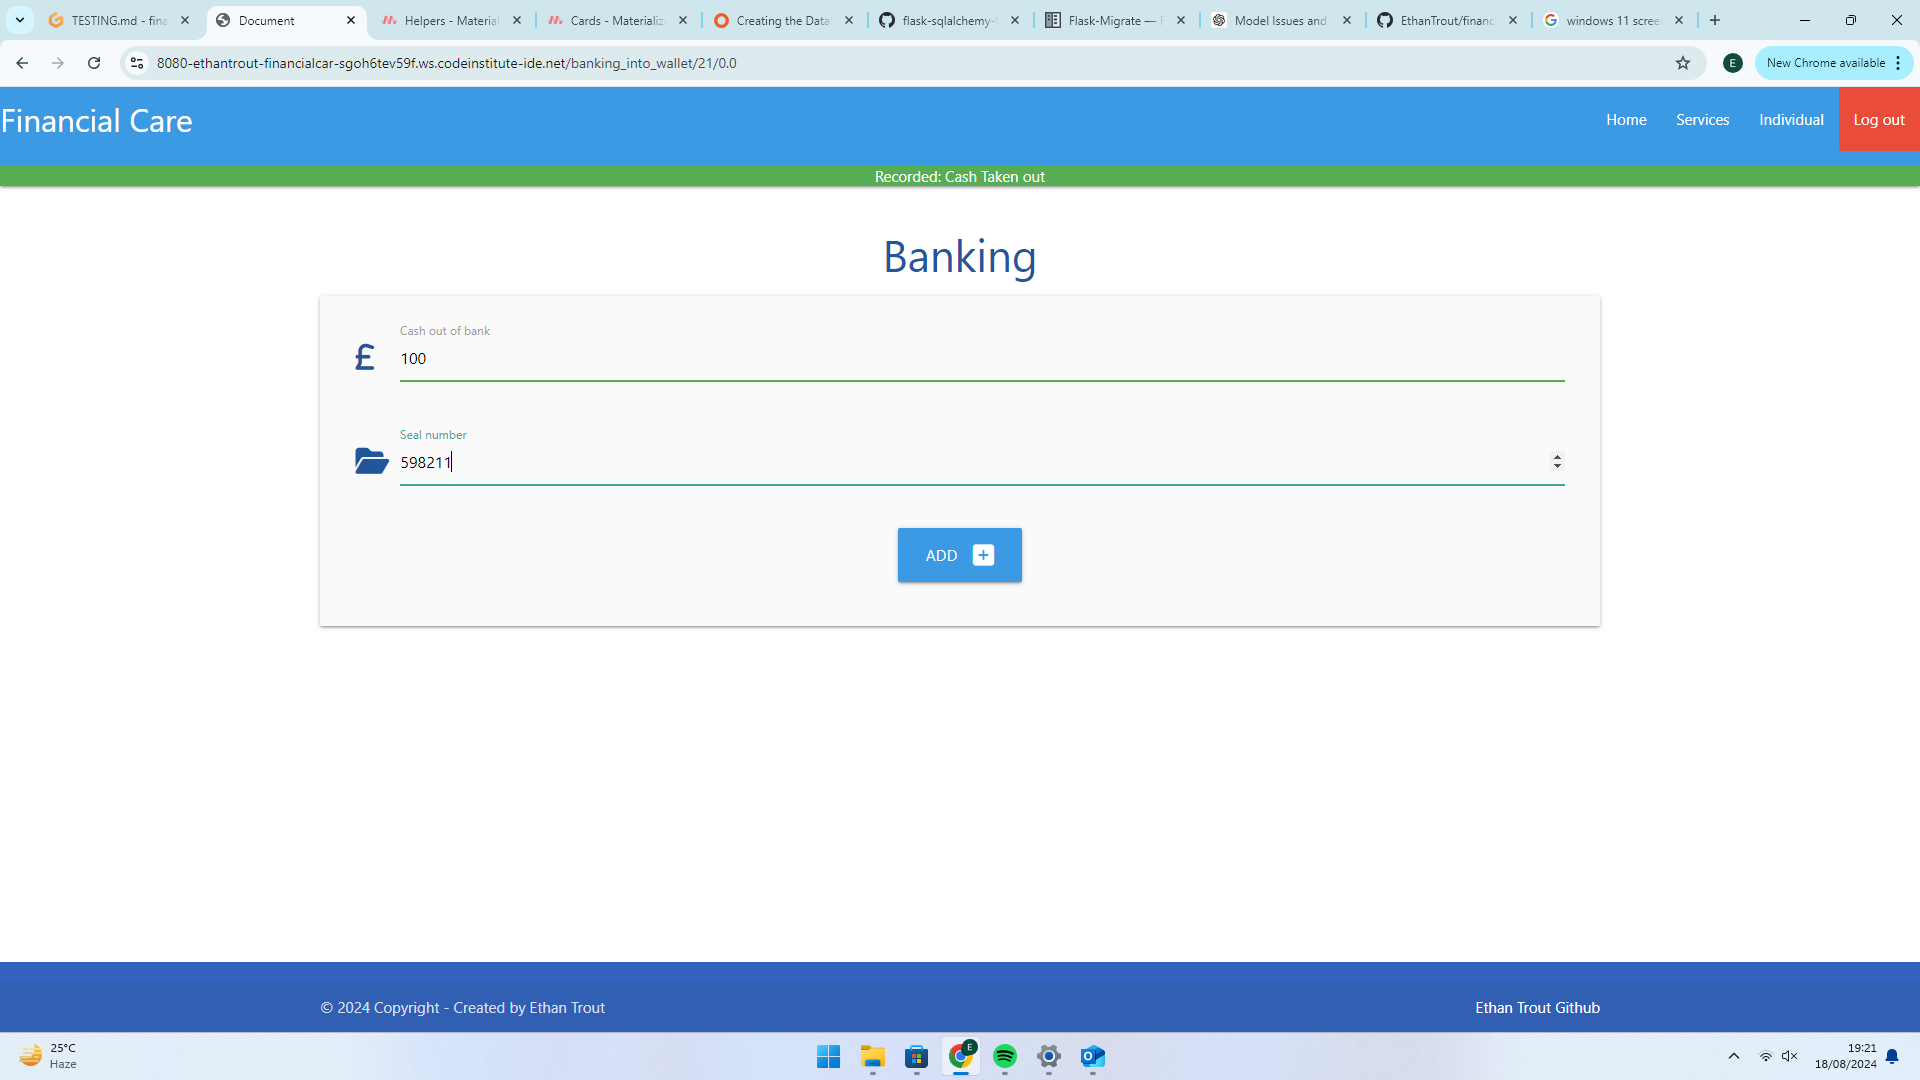 TESTING.md - fina
Document
Helpers - Material
Cards - Materializ
Creating the Data
flask-sqlalchemy-
Flask-Migrate —
Model Issues and
EthanTrout/financ
windows 11 scree
8080-ethantrout-financialcar-sgoh6tev59f.ws.codeinstitute-ide.net/banking_into_wallet/21/0.0
E
New Chrome available
Financial Care
Home
Services
Individual
Log out
Recorded: Cash Taken out
Banking
Cash out of bank
£
100
Seal number
598211
ADD
© 2024 Copyright - Created by Ethan Trout
Ethan Trout Github
25°C
Haze
E
19:21
18/08/2024